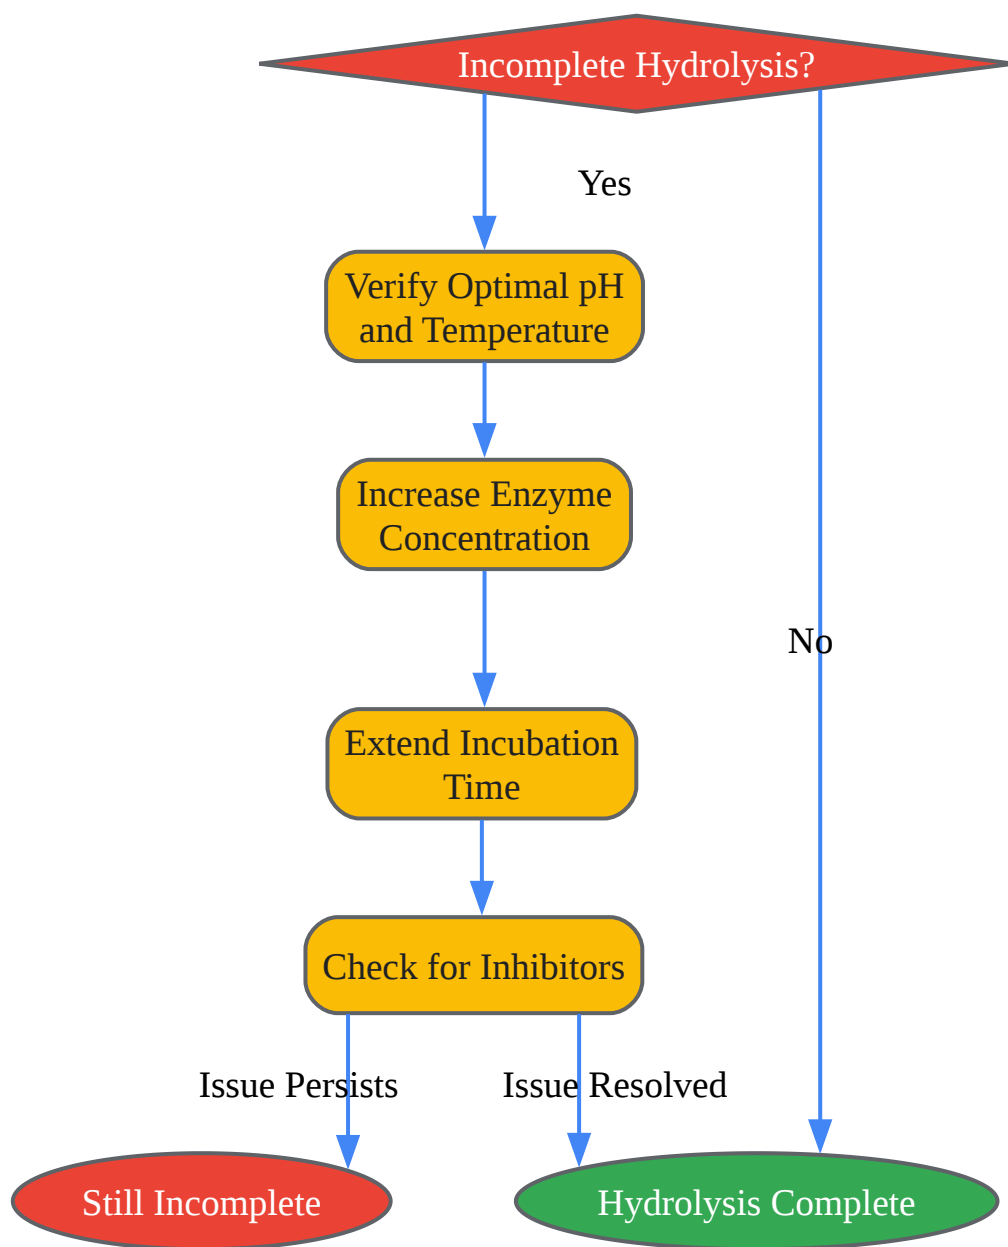 Incomplete Hydrolysis?
Yes
Verify Optimal pH
and Temperature
Increase Enzyme
Concentration
No
Extend Incubation
Time
Check for Inhibitors
Issue Persists
Issue Resolved
Still Incomplete
Hydrolysis Complete